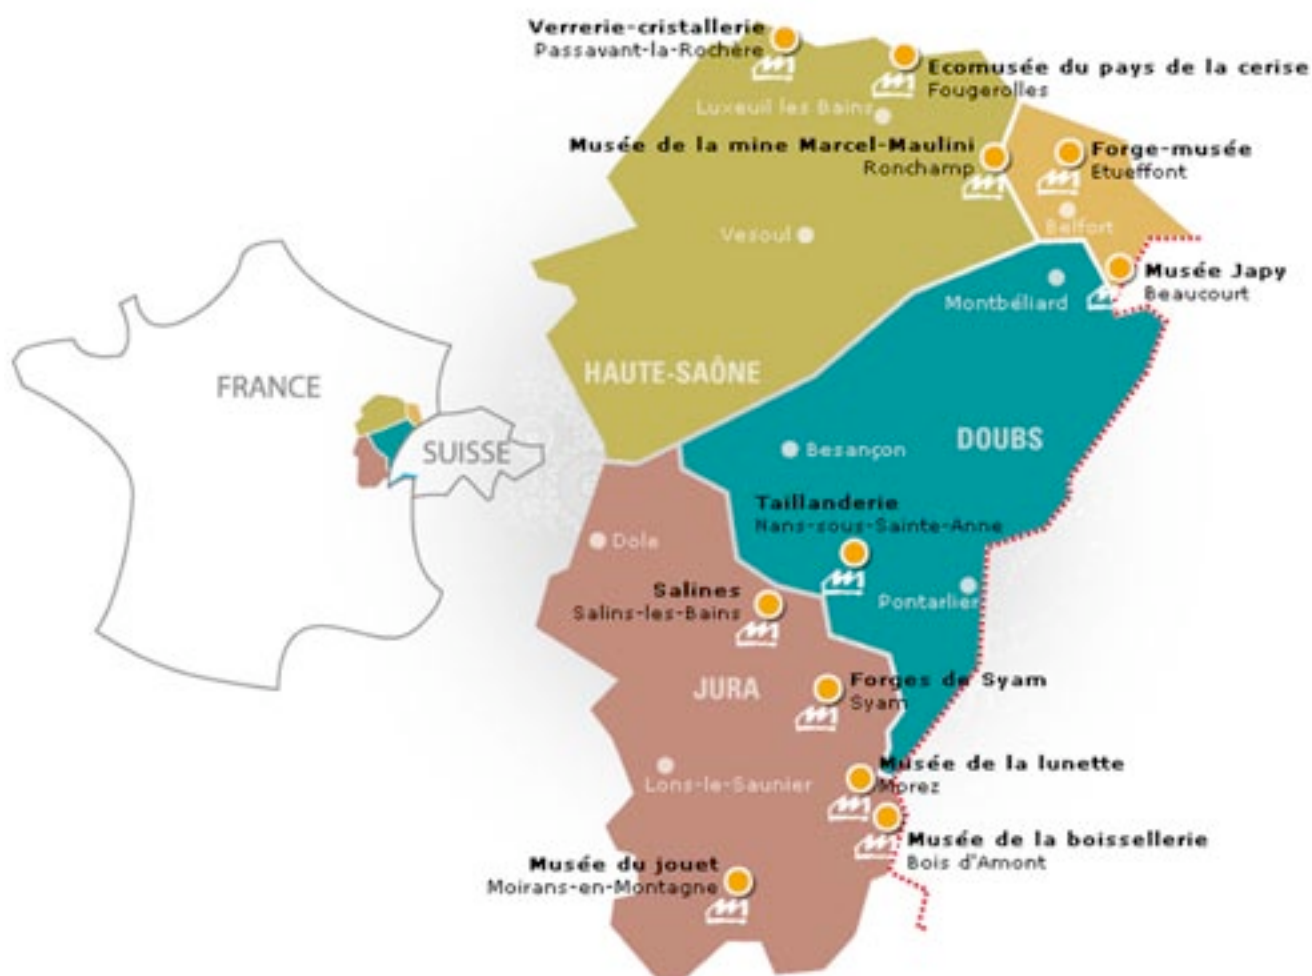 Verrerie-cristallerie
Passavant-la-Rochère
Ecomusée du pays de la cerise
Fougerolles
Luxeuil les Bains
Musée de la mine Marcel-Maulini
Ronchamp
Forge-musée
Etueffont
Belfort
Vesoul
Musée Japy
Beaucourt
Montbéliard
HAUTE-SAÔNE
FRANCE
SUISSE
DOUBS
Besançon
Taillanderie
Nans-sous-Sainte-Anne
Dole
Salines
Salins-les-Bains
Pontarlier
JURA
Forges de Syam
Syam
Lons-le-Saunier
Musée de la lunette
Morez
Musée de la boissellerie
Bois d'Amont
Musée du jouet
Moirans-en-Montagne